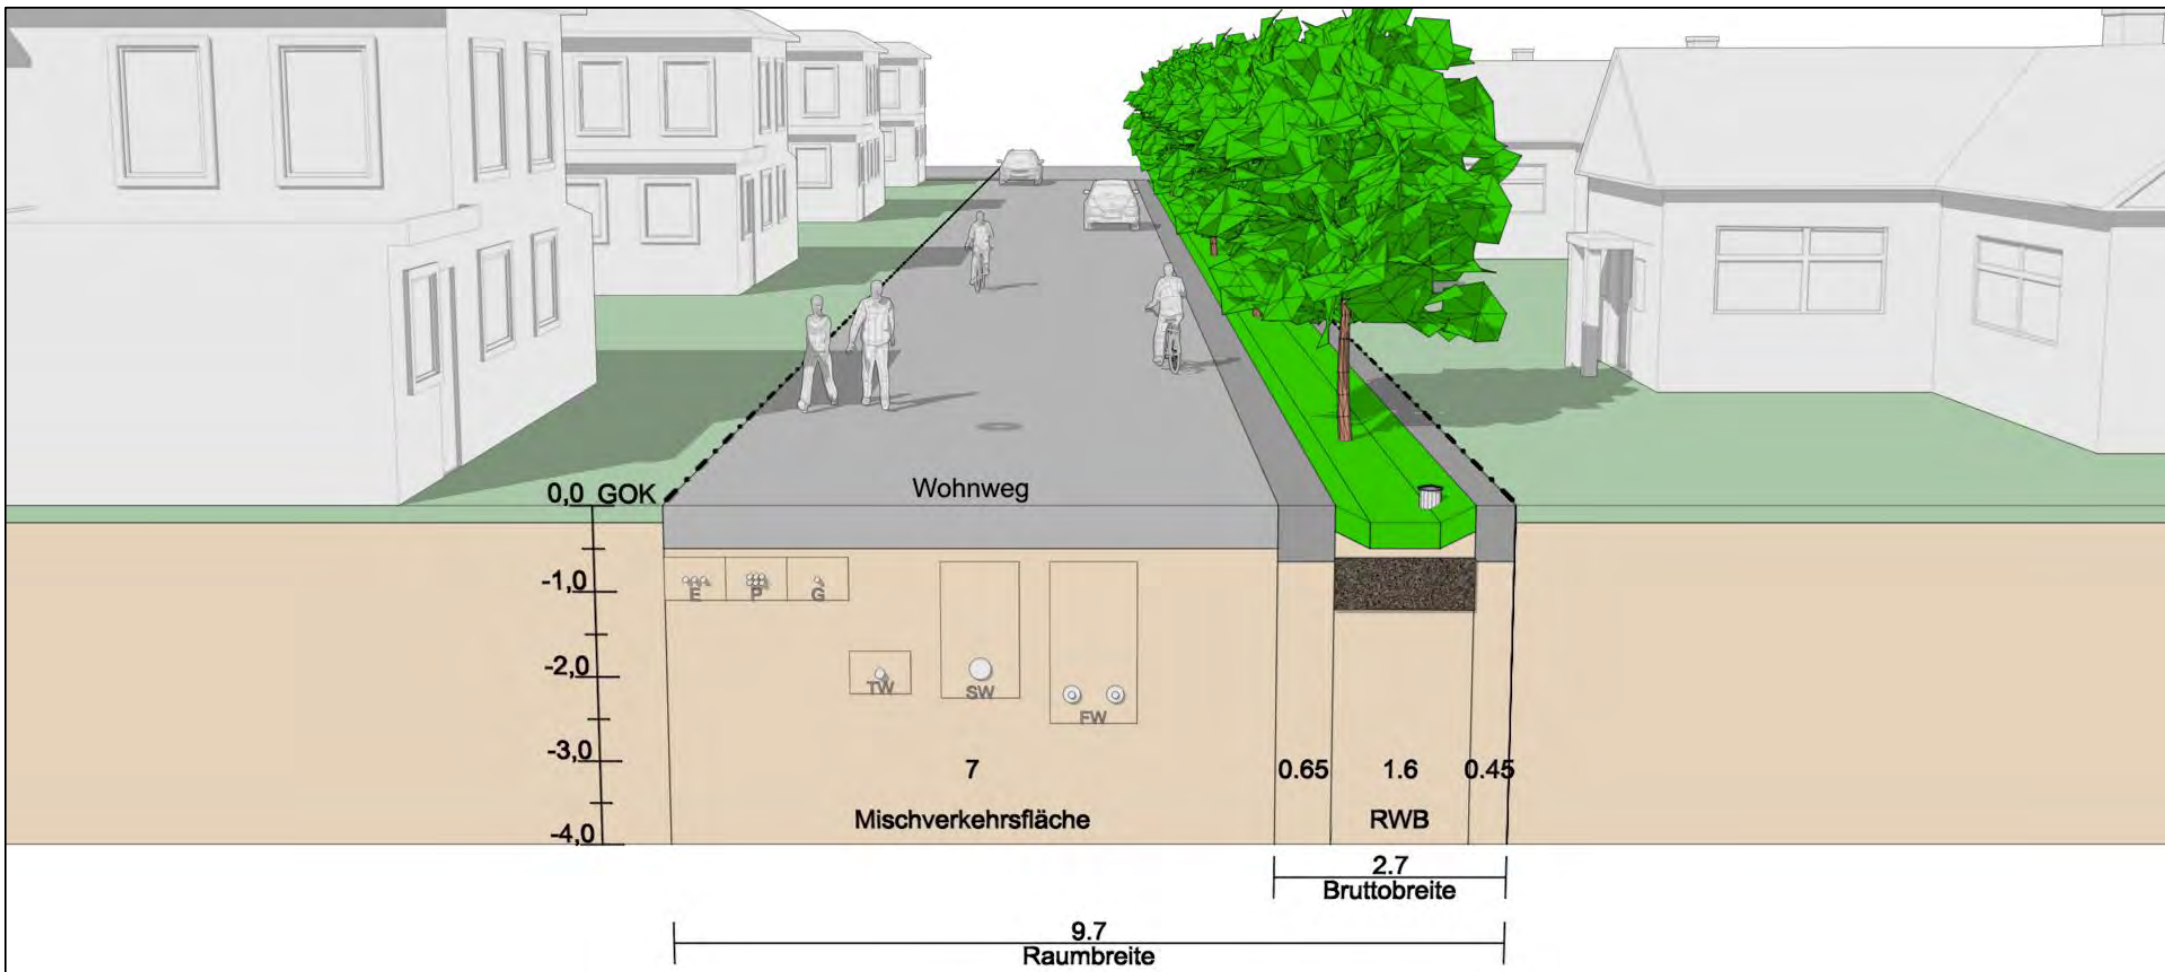 Wohnweg
0,0 GOK
-1,0
E P G
-2,0
TW SW FW
-3,0
7 0.65 1.6 0.45
Mischverkehrsfläche RWB
-4,0
2.7
Bruttobreite
9.7
Raumbreite